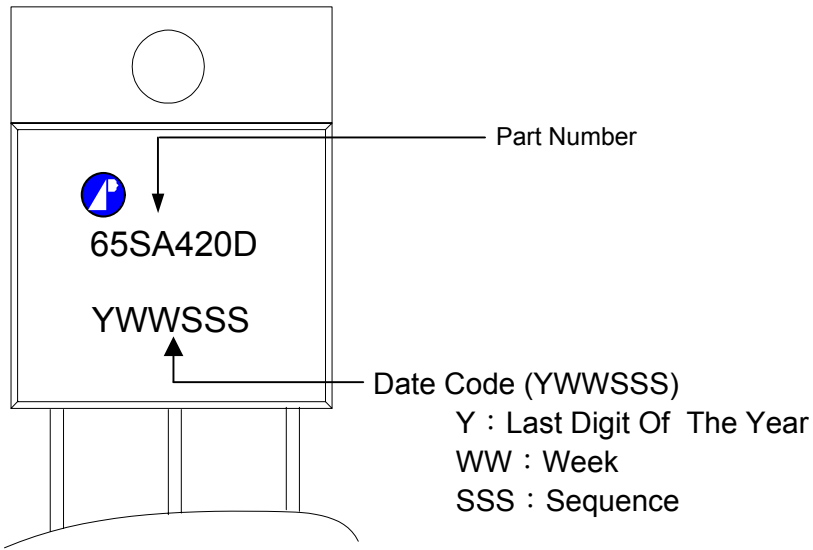 Part Number
65SA420D
YWWSSS
Date Code (YWWSSS)
Y：Last Digit Of The Year
WW：Week
SSS：Sequence